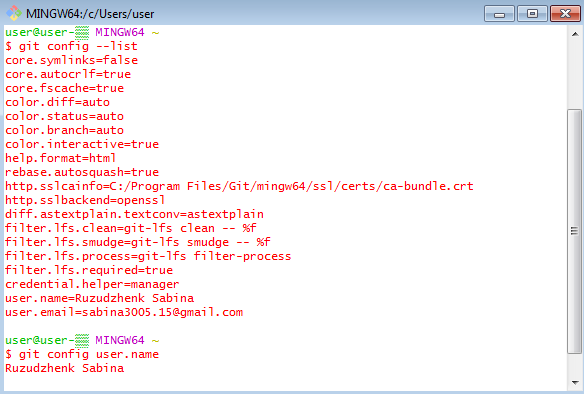 MINGW64:/c/Users/user
user@user-▒▒ MINGW64 ~
$ git config --list
core.symlinks=false
core.autocrlf=true
core.fscache=true
color.diff=auto
color.status=auto
color.branch=auto
color.interactive=true
help.format=html
rebase.autosquash=true
http.sslcainfo=C:/Program Files/Git/mingw64/ssl/certs/ca-bundle.crt
http.sslbackend=openssl
diff.astextplain.textconv=astextplain
filter.lfs.clean=git-lfs clean -- %f
filter.lfs.smudge=git-lfs smudge -- %f
filter.lfs.process=git-lfs filter-process
filter.lfs.required=true
credential.helper=manager
user.name=Ruzudzhenk Sabina
user.email=sabina3005.15@gmail.com
user@user-▒▒ MINGW64 ~
$ git config user.name
Ruzudzhenk Sabina